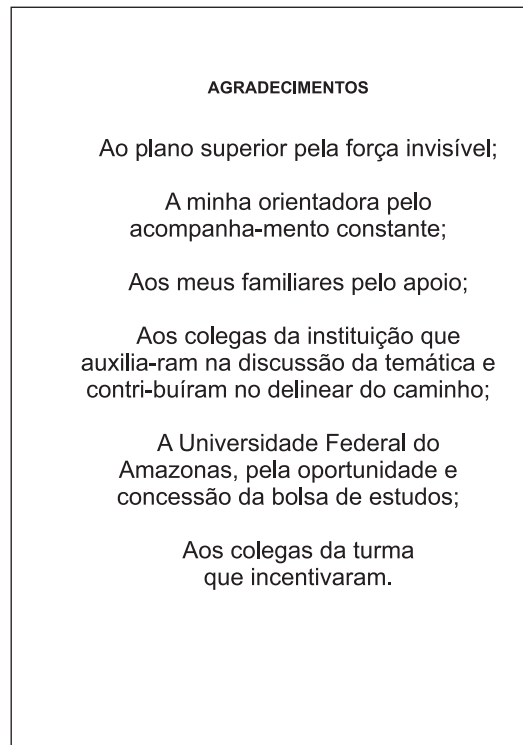 AGRADECIMENTOS
Ao plano superior pela força invisível;
A minha orientadora pelo
acompanha-mento constante;
Aos meus familiares pelo apoio;
Aos colegas da instituição que
auxilia-ram na discussão da temática e
contri-buíram no delinear do caminho;
A Universidade Federal do
Amazonas, pela oportunidade e
concessão da bolsa de estudos;
Aos colegas da turma
que incentivaram.